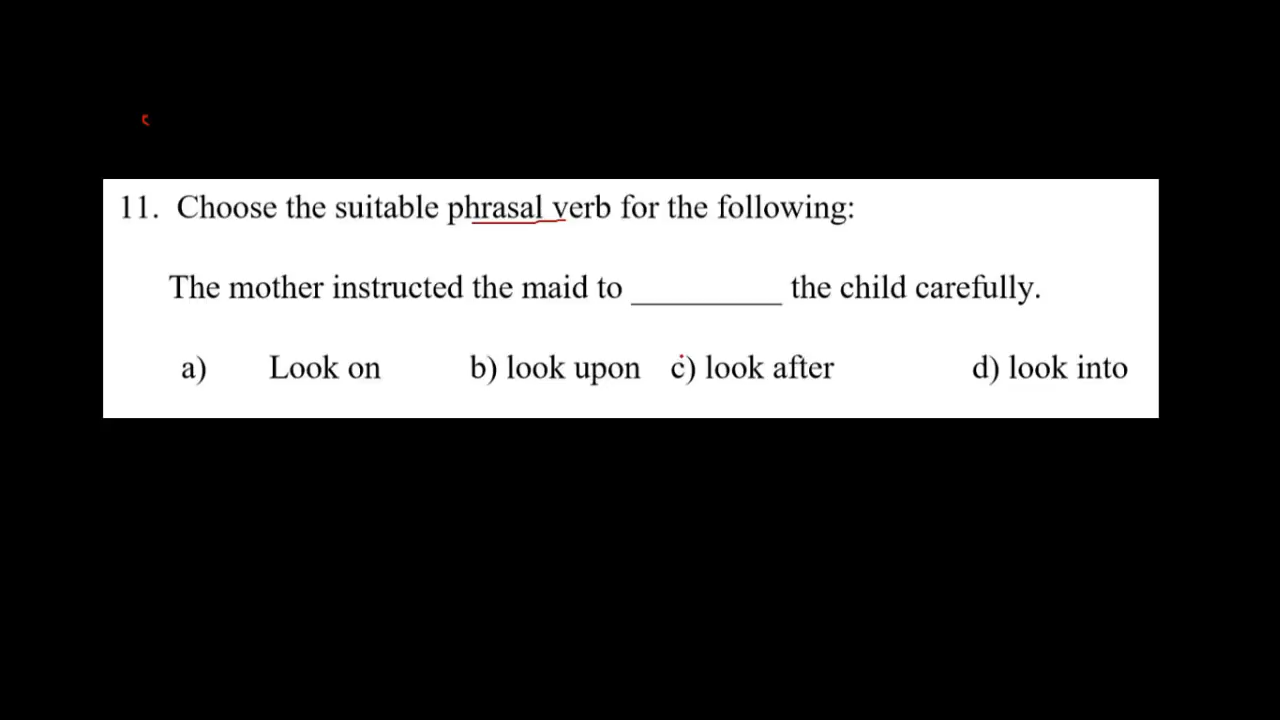 11. Choose the suitable phrasal verb for the following:
The mother instructed the maid to __________ the child carefully.
a) Look on b) look upon c) look after d) look into